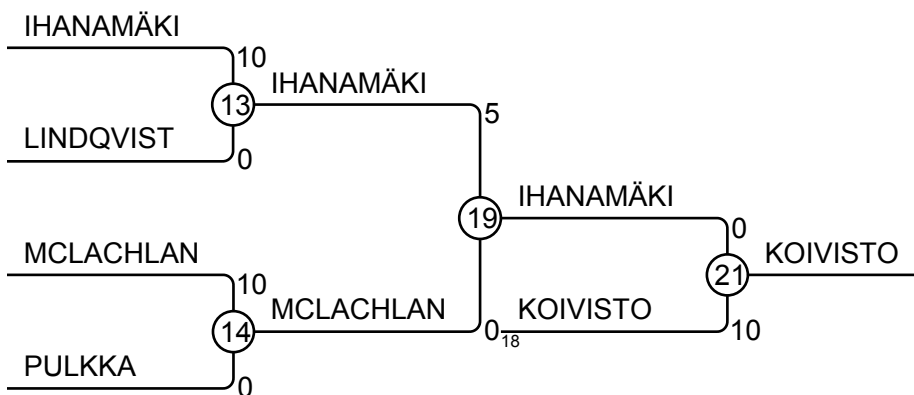 IHANAMÄKI
10
13
IHANAMÄKI
LINDQVIST
0
5
19
IHANAMÄKI
0
MCLACHLAN
10
14
MCLACHLAN
0
18
KOIVISTO
10
21
KOIVISTO
PULKKA
0